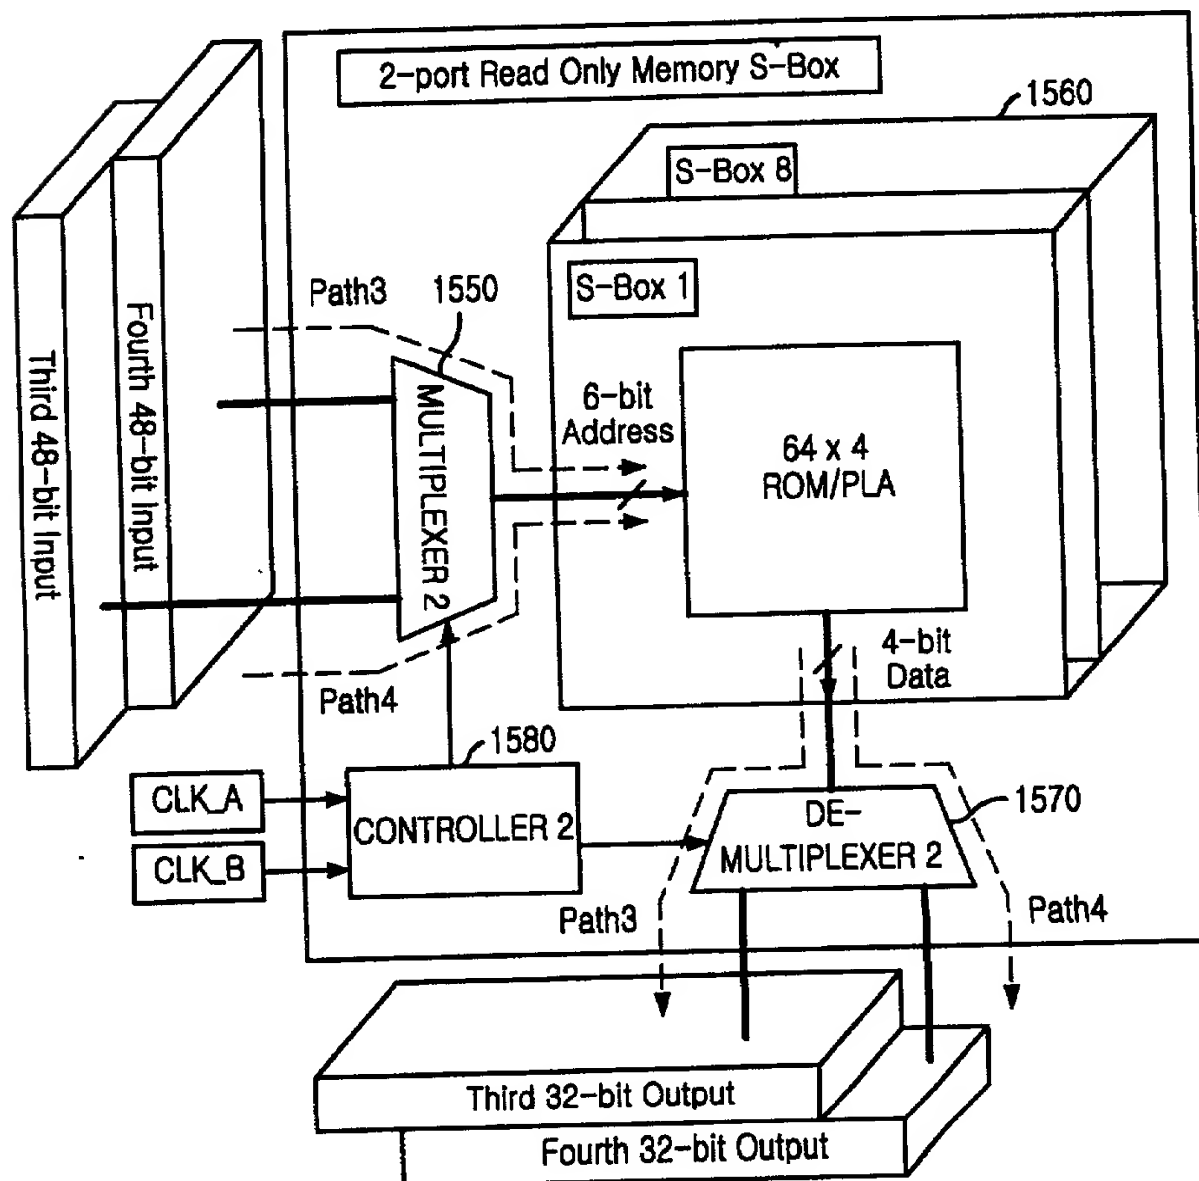 2-port Read Only Memory S-Box
1560
S-Box 8
S-Box 1
Path3
1550
Third 48-bit Input
Fourth 48-bit Input
MULTIPLEXER 2
6-bit
Address
64 x 4
ROM/PLA
4-bit
Data
Path4
1580
CLK_A
CLK_B
CONTROLLER 2
1570
DE-
MULTIPLEXER 2
Path3
Path4
Third 32-bit Output
Fourth 32-bit Output